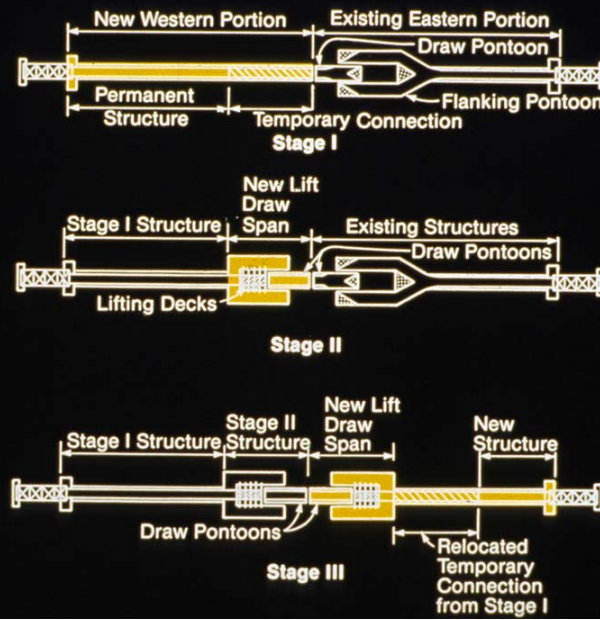 New Western Portion
Existing Eastern Portion
Draw Pontoon
Permanent
Structure
Flanking Pontoon
Temporary Connection
Stage I
New Lift
Draw
Span
Stage I Structure
Existing Structures
Draw Pontoons
Lifting Decks
Stage II
Stage I Structure
Stage II
Structure
New Lift
Draw
Span
New
Structure
Draw Pontoons
Relocated
Temporary
Connection
from Stage I
Stage III